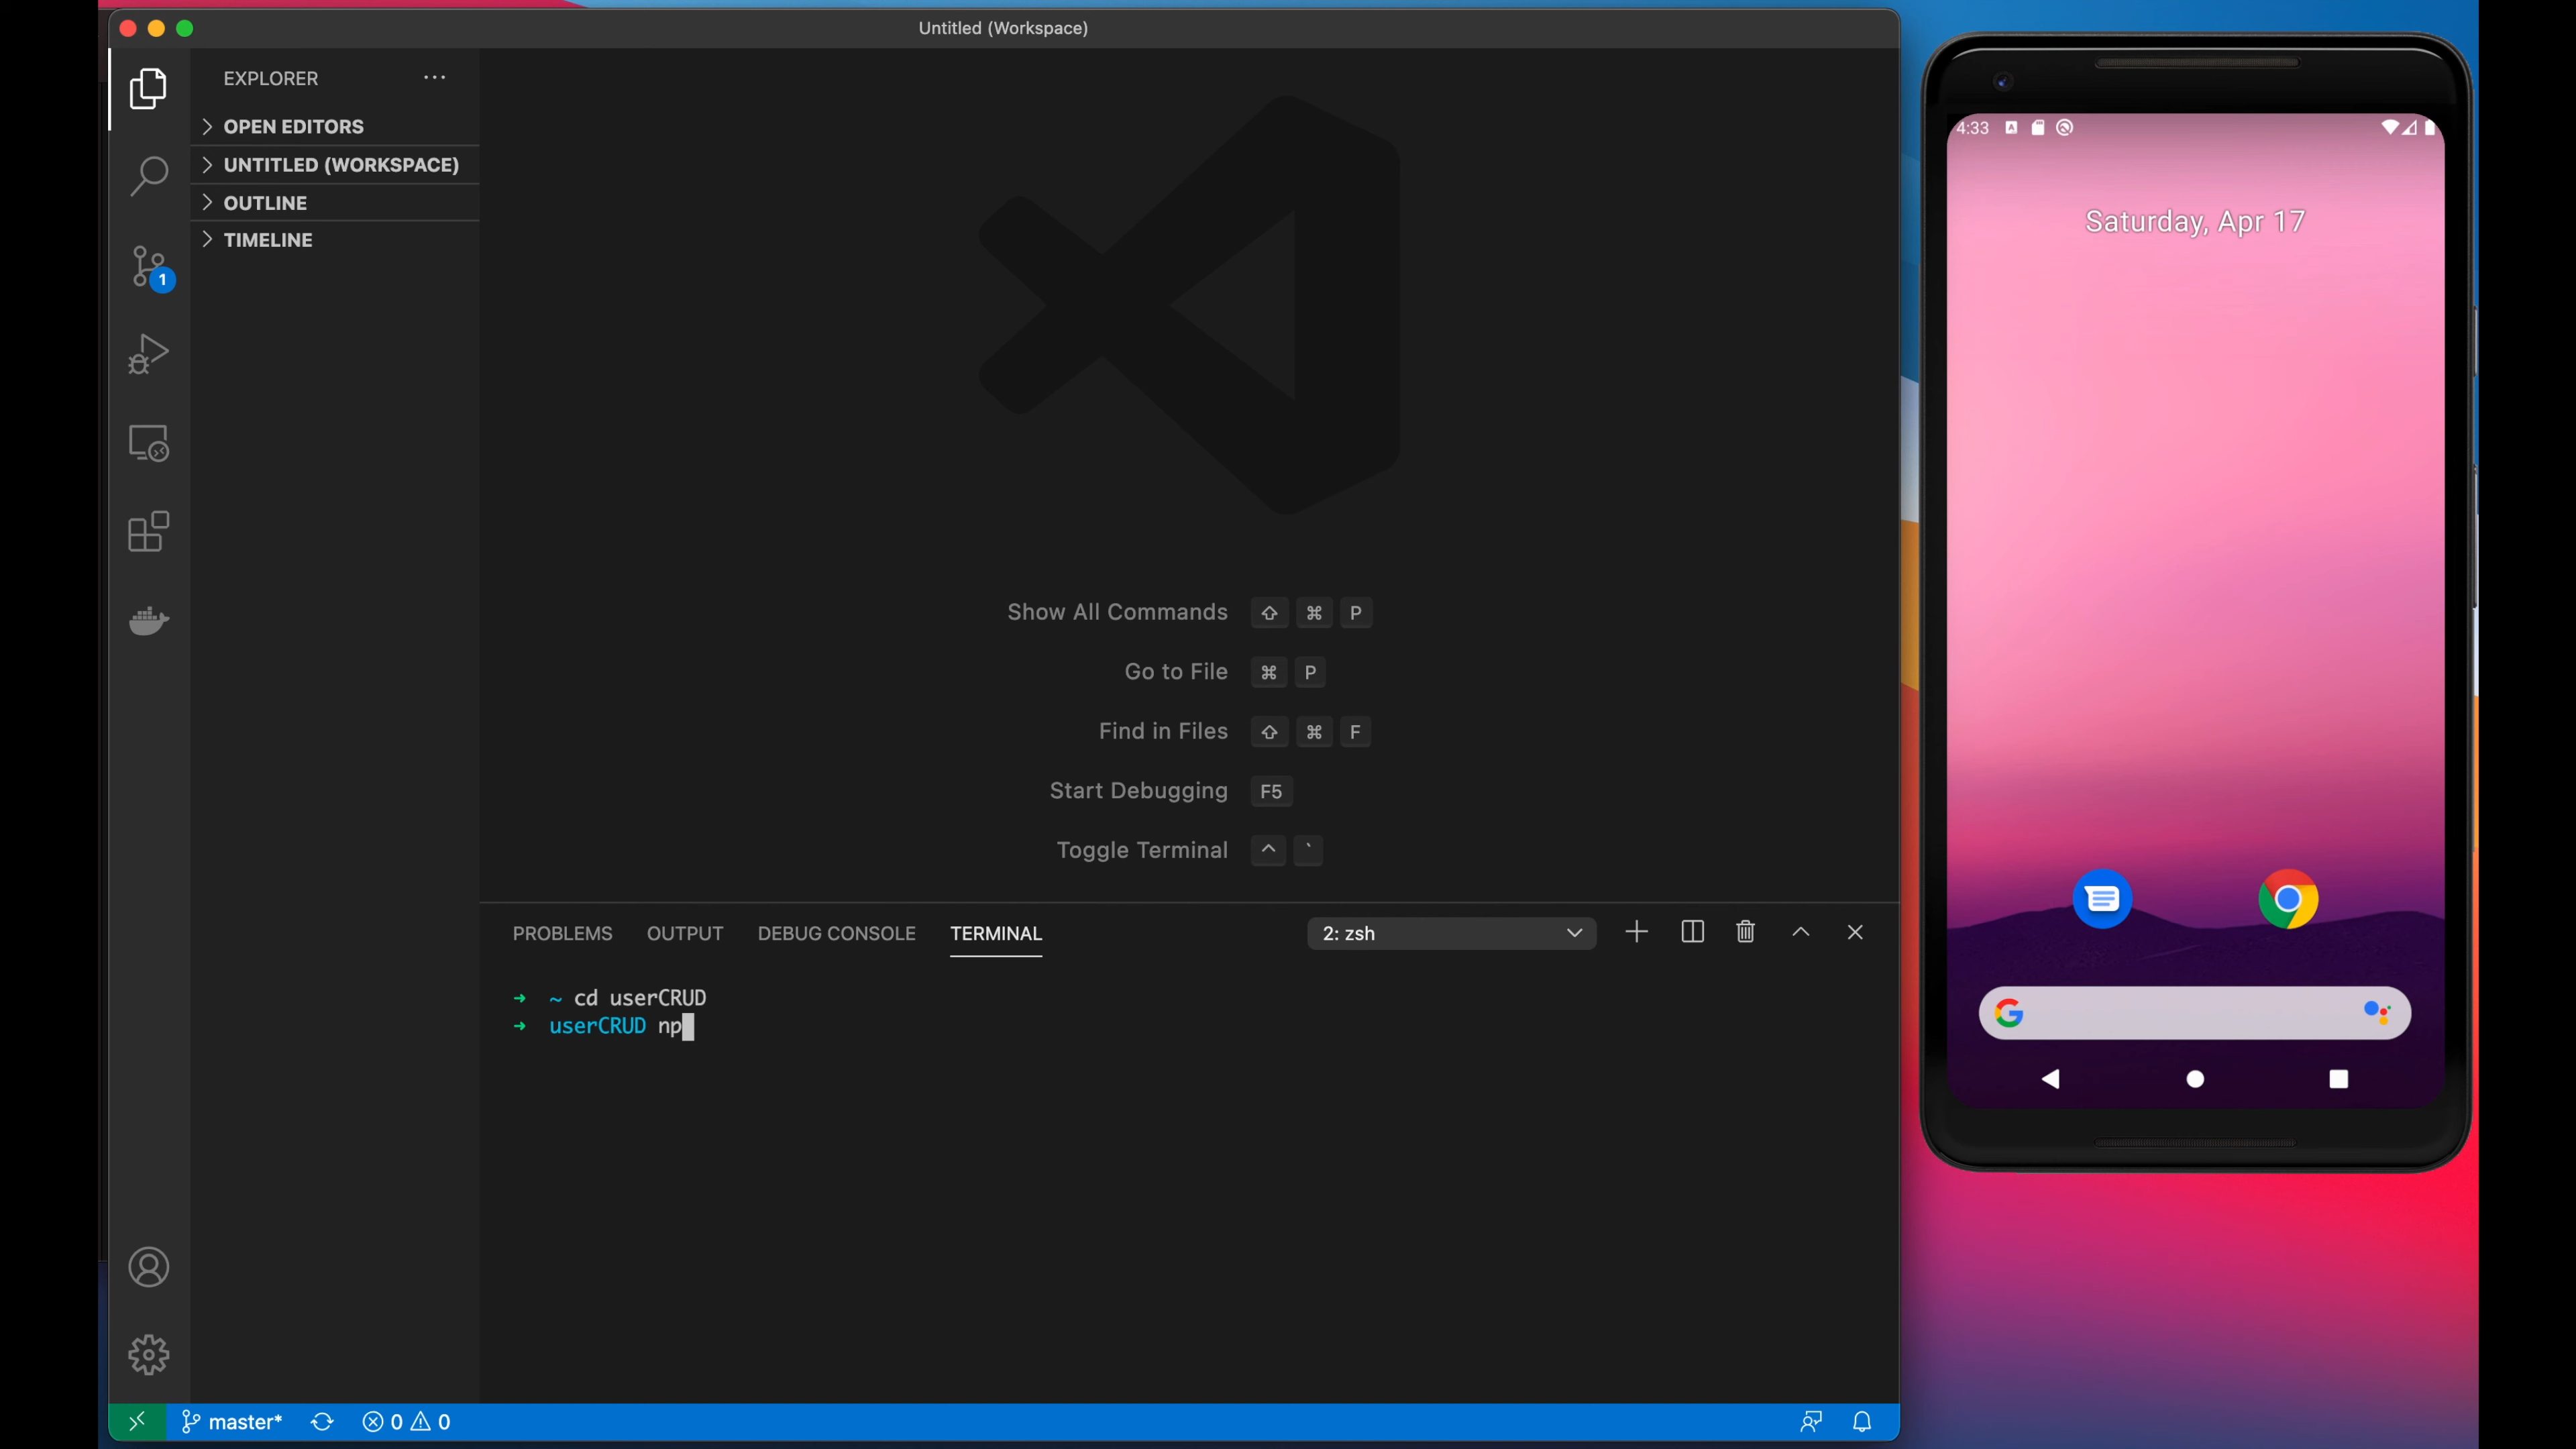 Untitled (Workspace)
EXPLORER
OPEN EDITORS
UNTITLED (WORKSPACE)
OUTLINE
TIMELINE
1
Show All Commands ⇧ ⌘ P
Go to File ⌘ P
Find in Files ⇧ ⌘ F
Start Debugging F5
Toggle Terminal ^ `
PROBLEMS OUTPUT DEBUG CONSOLE TERMINAL 2: zsh
➜ ~ cd userCRUD
➜ userCRUD np
master* 0 0
4:33
Saturday, Apr 17